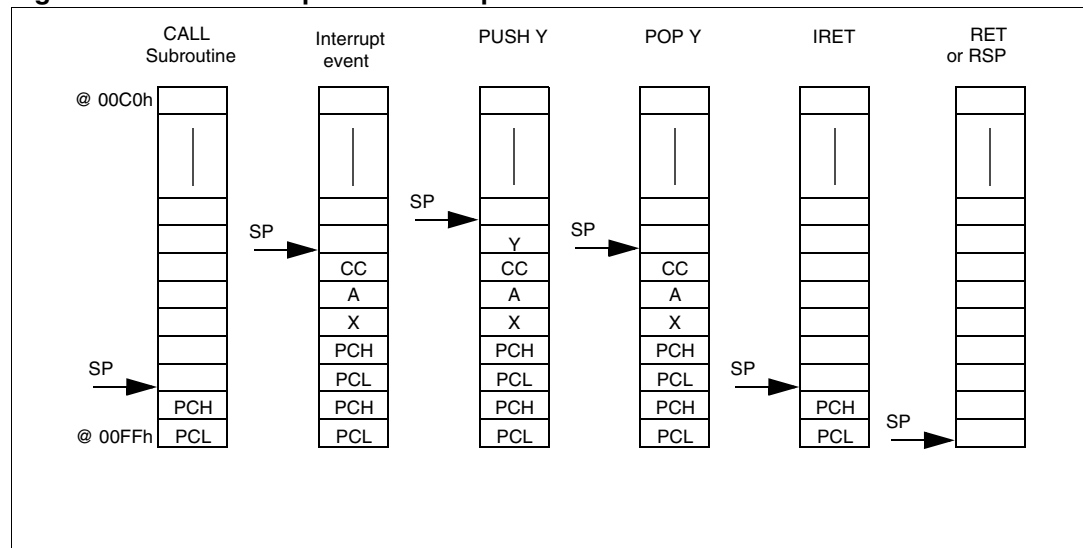 CALL
Subroutine
Interrupt
event
PUSH Y
POP Y
IRET
RET
or RSP
@ 00C0h
SP
SP
Y
SP
CC
CC
CC
A
A
A
X
X
X
PCH
PCH
PCH
SP
PCL
PCL
PCL
SP
PCH
PCH
PCH
PCH
PCH
@ 00FFh
PCL
PCL
PCL
PCL
PCL
SP